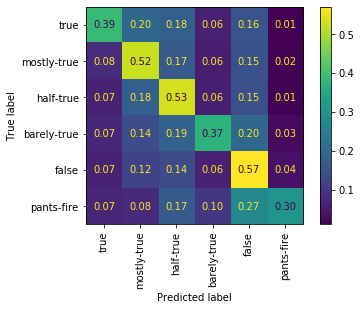 True label
true 0.39 0.20 0.18 0.06 0.16 0.01
mostly-true 0.08 0.52 0.17 0.06 0.15 0.02
half-true 0.07 0.18 0.53 0.06 0.15 0.01
barely-true 0.07 0.14 0.19 0.37 0.20 0.03
false 0.07 0.12 0.14 0.06 0.57 0.04
pants-fire 0.07 0.08 0.17 0.10 0.27 0.30
true mostly-true half-true barely-true false pants-fire
Predicted label
0.5
0.4
0.3
0.2
0.1